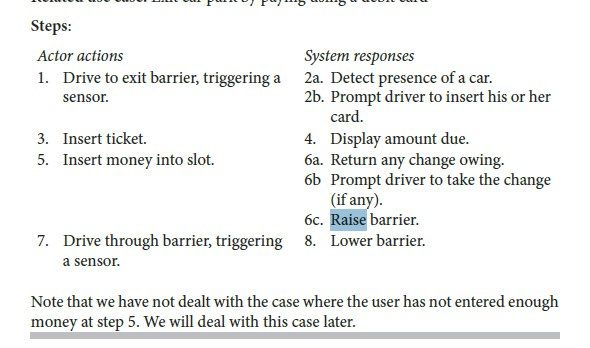 Related use case: Exit car park by paying using a debit card
Steps:
Actor actions System responses
1. Drive to exit barrier, triggering a 2a. Detect presence of a car.
sensor. 2b. Prompt driver to insert his or her
card.
3. Insert ticket. 4. Display amount due.
5. Insert money into slot. 6a. Return any change owing.
6b Prompt driver to take the change
(if any).
6c. Raise barrier.
7. Drive through barrier, triggering 8. Lower barrier.
a sensor.
Note that we have not dealt with the case where the user has not entered enough
money at step 5. We will deal with this case later.